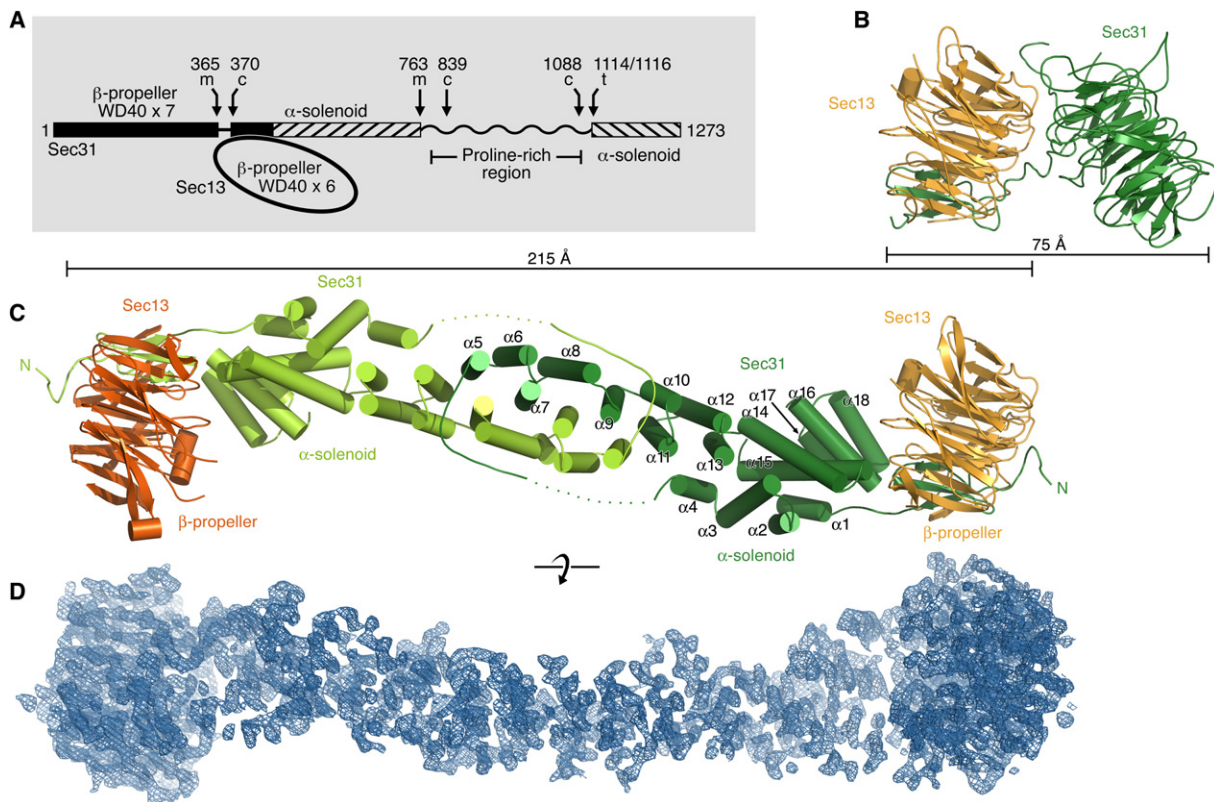 A
365 370 763 839 1088 1114/1116
m c m c c t
β-propeller
WD40 x 7
α-solenoid
1
1273
Sec31
Sec13
β-propeller
WD40 x 6
Proline-rich
region
α-solenoid
B
Sec31
Sec13
75 Å
215 Å
C
Sec13
Sec31
N
α-solenoid
β-propeller
α5
α6
α8
α7
α9
α10
α11
α12
α13
Sec31
α17
α16
α14
α18
α15
α4
α3
α2
α1
α-solenoid
Sec13
N
β-propeller
D